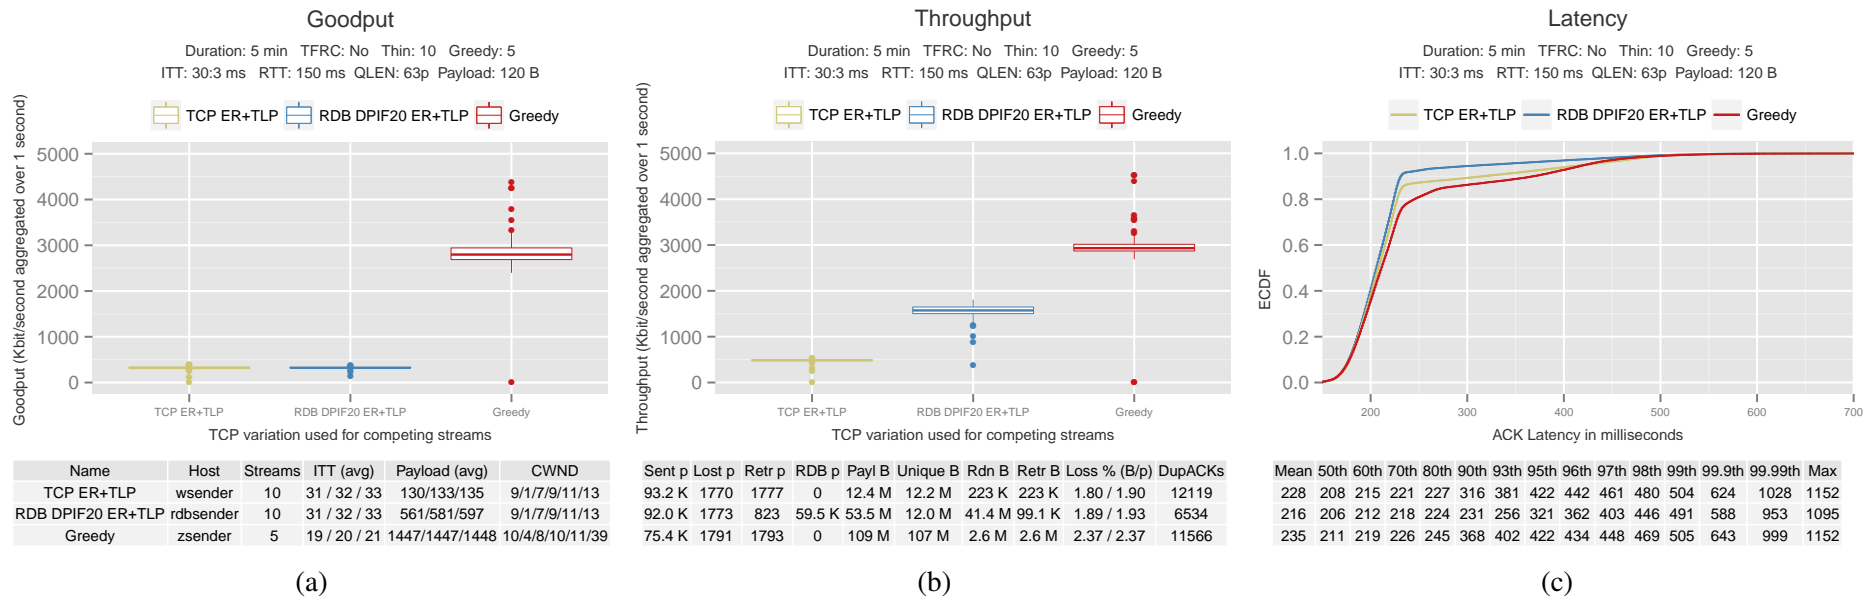 Goodput
Duration: 5 min TFRC: No Thin: 10 Greedy: 5
ITT: 30:3 ms RTT: 150 ms QLEN: 63p Payload: 120 B
TCP ER+TLP RDB DPIF20 ER+TLP Greedy
Goodput (Kbit/second aggregated over 1 second)
5000
4000
3000
2000
1000
0
TCP ER+TLP RDB DPIF20 ER+TLP Greedy
TCP variation used for competing streams
Name Host Streams ITT (avg) Payload (avg) CWND
TCP ER+TLP wsender 10 31 / 32 / 33 130/133/135 9/1/7/9/11/13
RDB DPIF20 ER+TLP rdbsender 10 31 / 32 / 33 561/581/597 9/1/7/9/11/13
Greedy zsender 5 19 / 20 / 21 1447/1447/1448 10/4/8/10/11/39
(a)
Throughput
Duration: 5 min TFRC: No Thin: 10 Greedy: 5
ITT: 30:3 ms RTT: 150 ms QLEN: 63p Payload: 120 B
TCP ER+TLP RDB DPIF20 ER+TLP Greedy
Throughput (Kbit/second aggregated over 1 second)
5000
4000
3000
2000
1000
0
TCP ER+TLP RDB DPIF20 ER+TLP Greedy
TCP variation used for competing streams
Sent p Lost p Retr p RDB p Payl B Unique B Rdn B Retr B Loss % (B/p) DupACKs
93.2 K 1770 1777 0 12.4 M 12.2 M 223 K 223 K 1.80 / 1.90 12119
92.0 K 1773 823 59.5 K 53.5 M 12.0 M 41.4 M 99.1 K 1.89 / 1.93 6534
75.4 K 1791 1793 0 109 M 107 M 2.6 M 2.6 M 2.37 / 2.37 11566
(b)
Latency
Duration: 5 min TFRC: No Thin: 10 Greedy: 5
ITT: 30:3 ms RTT: 150 ms QLEN: 63p Payload: 120 B
TCP ER+TLP RDB DPIF20 ER+TLP Greedy
ECDF
1.0
0.8
0.6
0.4
0.2
0.0
200 300 400 500 600 700
ACK Latency in milliseconds
Mean 50th 60th 70th 80th 90th 93th 95th 96th 97th 98th 99th 99.9th 99.99th Max
228 208 215 221 227 316 381 422 442 461 480 504 624 1028 1152
216 206 212 218 224 231 256 321 362 403 446 491 588 953 1095
235 211 219 226 245 368 402 422 434 448 469 505 643 999 1152
(c)